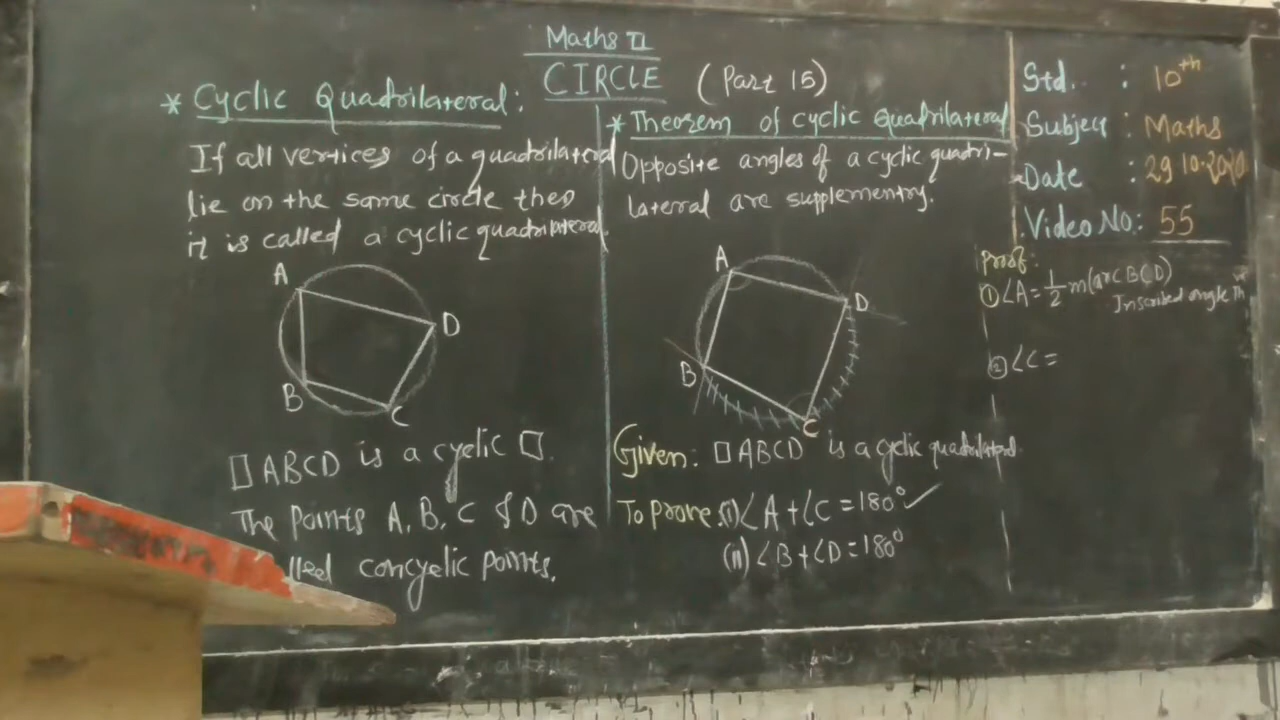 Maths II
CIRCLE (Part 15)
* Cyclic Quadrilateral:
If all vertices of a quadrilateral
lie on the same circle then
it is called a cyclic quadrilateral.
A
D
B
C
□ ABCD is a cyclic □.
The points A, B, C & D are
lled concyclic points.
* Theorem of cyclic Quadrilateral
Opposite angles of a cyclic quadri-
lateral are supplementry.
A
D
B
C
Given: □ ABCD is a cyclic quadrilateral
To prove: (i) ∠A + ∠C = 180° ✓
(ii) ∠B + ∠D = 180°
Std. : 10th
Subject : Maths
Date : 29 10.2020
Video No: 55
Proof:
① ∠A = 1/2 m(arc BCD)
Inscribed angle Th
② ∠C =